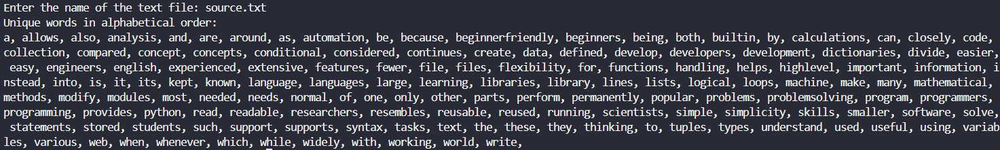 Enter the name of the text file: source.txt
Unique words in alphabetical order:
a, allows, also, analysis, and, are, around, as, automation, be, because, beginnerfriendly, beginners, being, both, builtin, by, calculations, can, closely, code,
collection, compared, concept, concepts, conditional, considered, continues, create, data, defined, develop, developers, development, dictionaries, divide, easier,
 easy, engineers, english, experienced, extensive, features, fewer, file, files, flexibility, for, functions, handling, helps, highlevel, important, information, i
nstead, into, is, it, its, kept, known, language, languages, large, learning, libraries, library, lines, lists, logical, loops, machine, make, many, mathematical,
methods, modify, modules, most, needed, needs, normal, of, one, only, other, parts, perform, permanently, popular, problems, problemsolving, program, programmers,
programming, provides, python, read, readable, researchers, resembles, reusable, reused, running, scientists, simple, simplicity, skills, smaller, software, solve,
 statements, stored, students, such, support, supports, syntax, tasks, text, the, these, they, thinking, to, tuples, types, understand, used, useful, using, variab
les, various, web, when, whenever, which, while, widely, with, working, world, write,